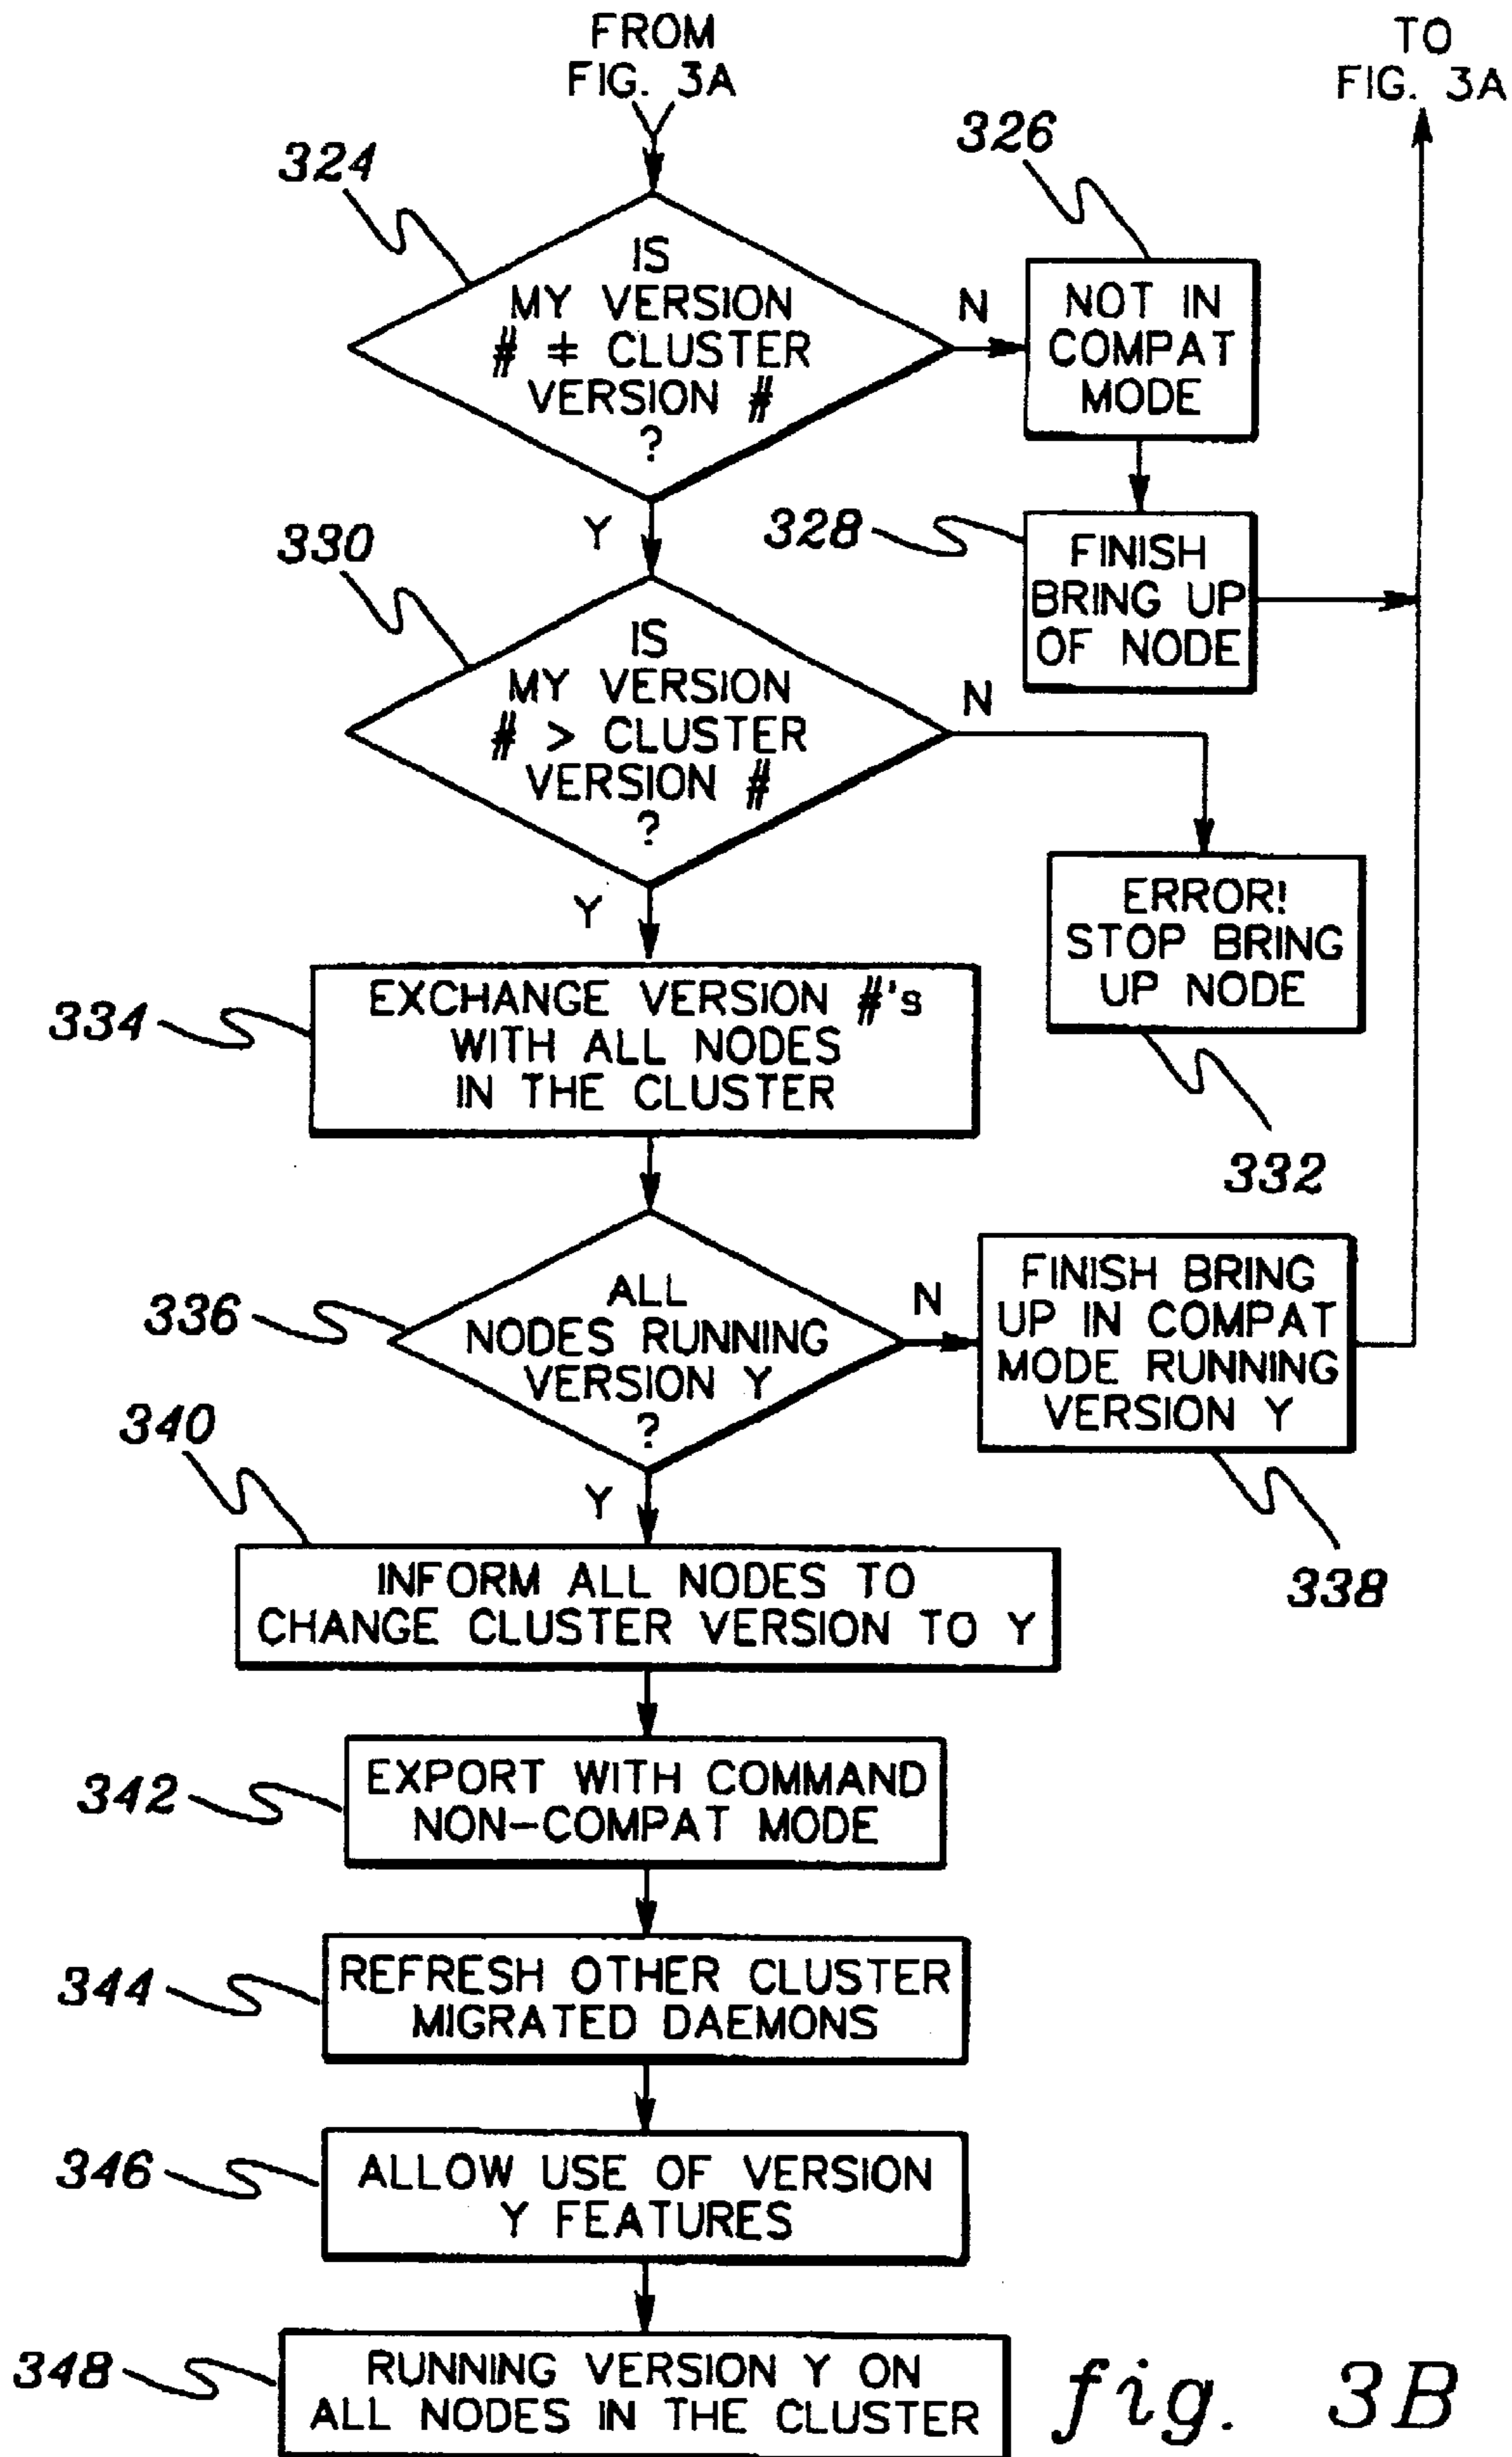 FROM
FIG. 3A
TO
FIG. 3A
324
326
IS
MY VERSION
# ≠ CLUSTER
VERSION #
?
N
NOT IN
COMPAT
MODE
Y
328
FINISH
BRING UP
OF NODE
330
IS
MY VERSION
# > CLUSTER
VERSION #
?
N
ERROR!
STOP BRING
UP NODE
332
Y
334
EXCHANGE VERSION #'s
WITH ALL NODES
IN THE CLUSTER
336
ALL
NODES RUNNING
VERSION Y
?
N
FINISH BRING
UP IN COMPAT
MODE RUNNING
VERSION Y
338
Y
340
INFORM ALL NODES TO
CHANGE CLUSTER VERSION TO Y
342
EXPORT WITH COMMAND
NON-COMPAT MODE
344
REFRESH OTHER CLUSTER
MIGRATED DAEMONS
346
ALLOW USE OF VERSION
Y FEATURES
348
RUNNING VERSION Y ON
ALL NODES IN THE CLUSTER
fig. 3B